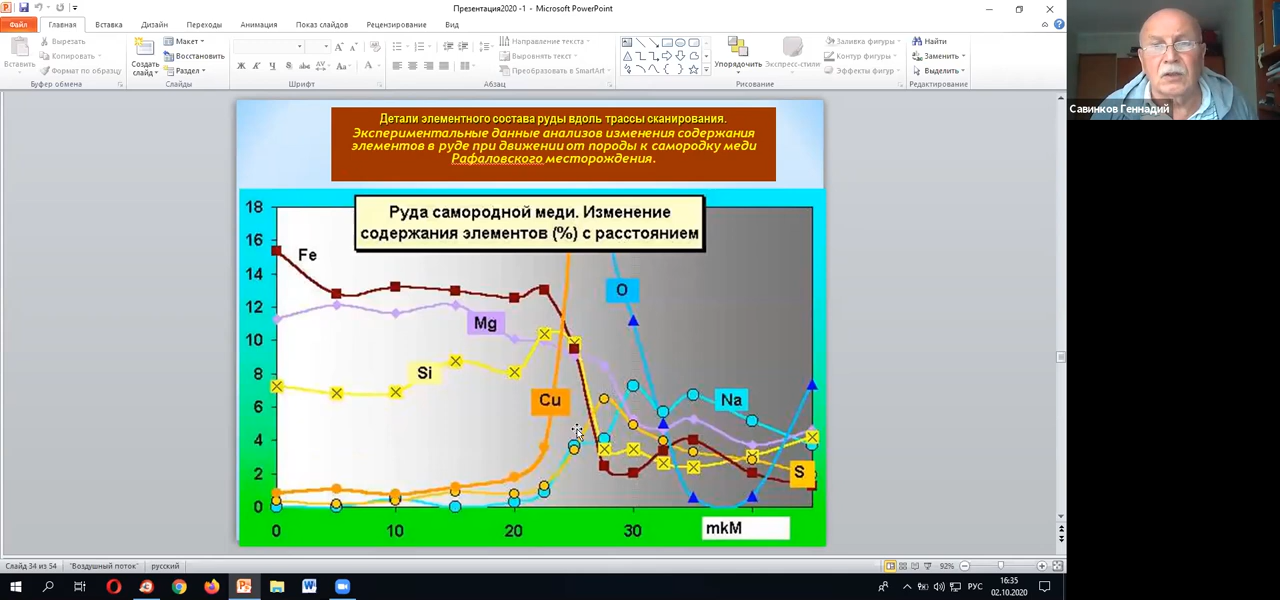 Презентация2020 -1 - Microsoft PowerPoint
Файл
Главная
Вставка
Дизайн
Переходы
Анимация
Показ слайдов
Рецензирование
Вид
Вставить
Вырезать
Копировать
Формат по образцу
Буфер обмена
Создать слайд
Макет
Восстановить
Раздел
Слайды
Ж К Ч S abc AV Aa A
Шрифт
Направление текста
Выровнять текст
Преобразовать в SmartArt
Абзац
Упорядочить
Экспресс-стили
Заливка фигуры
Контур фигуры
Эффекты фигур
Рисование
Найти
Заменить
Выделить
Редактирование
Савинков Геннадий
Детали элементного состава руды вдоль трассы сканирования.
Экспериментальные данные анализов изменения содержания
элементов в руде при движении от породы к самородку меди
Рафаловского месторождения.
Руда самородной меди. Изменение
содержания элементов (%) с расстоянием
18
16
14
12
10
8
6
4
2
0
Fe
Mg
Si
Cu
O
Na
S
0 10 20 30 mkM
Слайд 34 из 54
"Воздушный поток"
русский
92%
РУС
16:35
02.10.2020